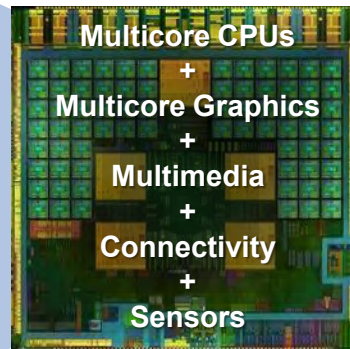 Multicore CPUs
+
Multicore Graphics
+
Multimedia
+
Connectivity
+
Sensors